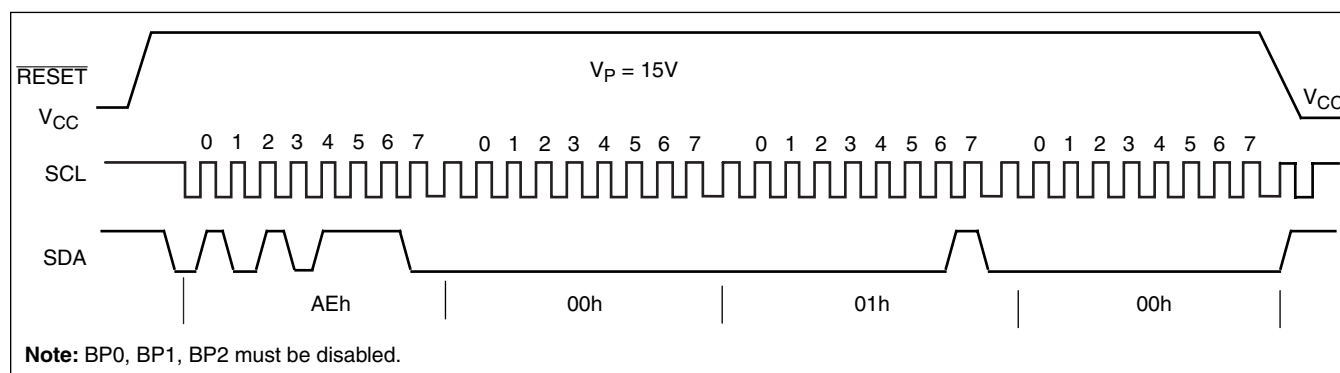 RESET
V_P = 15V
V_CC
V_CC
0 1 2 3 4 5 6 7 0 1 2 3 4 5 6 7 0 1 2 3 4 5 6 7 0 1 2 3 4 5 6 7
SCL
SDA
AEh 00h 01h 00h
Note: BP0, BP1, BP2 must be disabled.